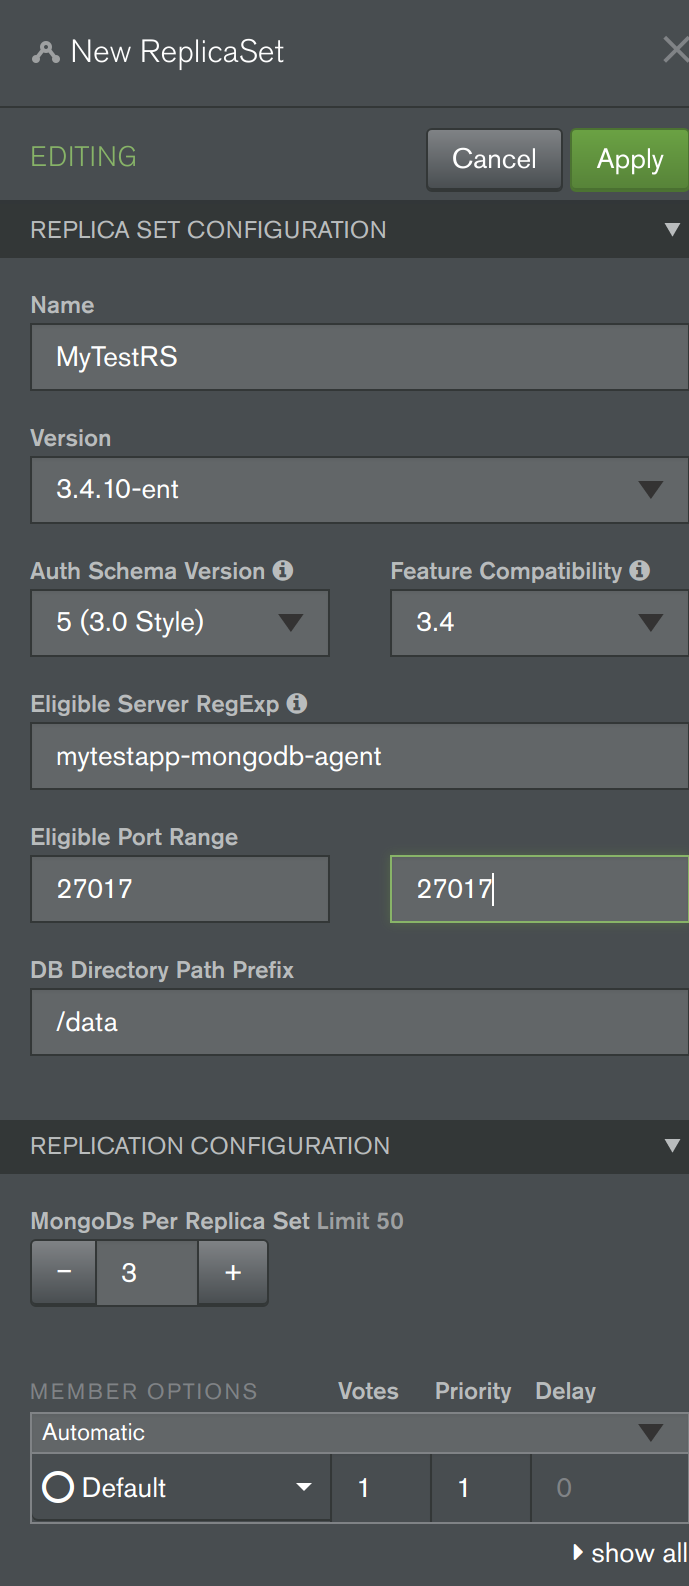 New ReplicaSet
EDITING
Cancel
Apply
REPLICA SET CONFIGURATION
Name
MyTestRS
Version
3.4.10-ent
Auth Schema Version
Feature Compatibility
5 (3.0 Style)
3.4
Eligible Server RegExp
mytestapp-mongodb-agent
Eligible Port Range
27017
27017
DB Directory Path Prefix
/data
REPLICATION CONFIGURATION
MongoDs Per Replica Set Limit 50
− 3 +
MEMBER OPTIONS Votes Priority Delay
Automatic
Default 1 1 0
show all